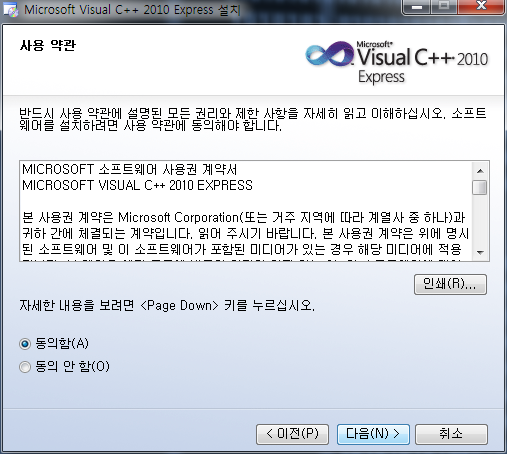 Microsoft Visual C++ 2010 Express 설치
사용 약관
Microsoft®
Visual C++ 2010
Express
반드시 사용 약관에 설명된 모든 권리와 제한 사항을 자세히 읽고 이해하십시오. 소프트
웨어를 설치하려면 사용 약관에 동의해야 합니다.
MICROSOFT 소프트웨어 사용권 계약서
MICROSOFT VISUAL C++ 2010 EXPRESS
본 사용권 계약은 Microsoft Corporation(또는 거주 지역에 따라 계열사 중 하나)과
귀하 간에 체결되는 계약입니다. 읽어 주시기 바랍니다. 본 사용권 계약은 위에 명시
된 소프트웨어 및 이 소프트웨어가 포함된 미디어가 있는 경우 해당 미디어에 적용
인쇄(R)...
자세한 내용을 보려면 <Page Down> 키를 누르십시오.
동의함(A)
동의 안 함(O)
< 이전(P)
다음(N) >
취소